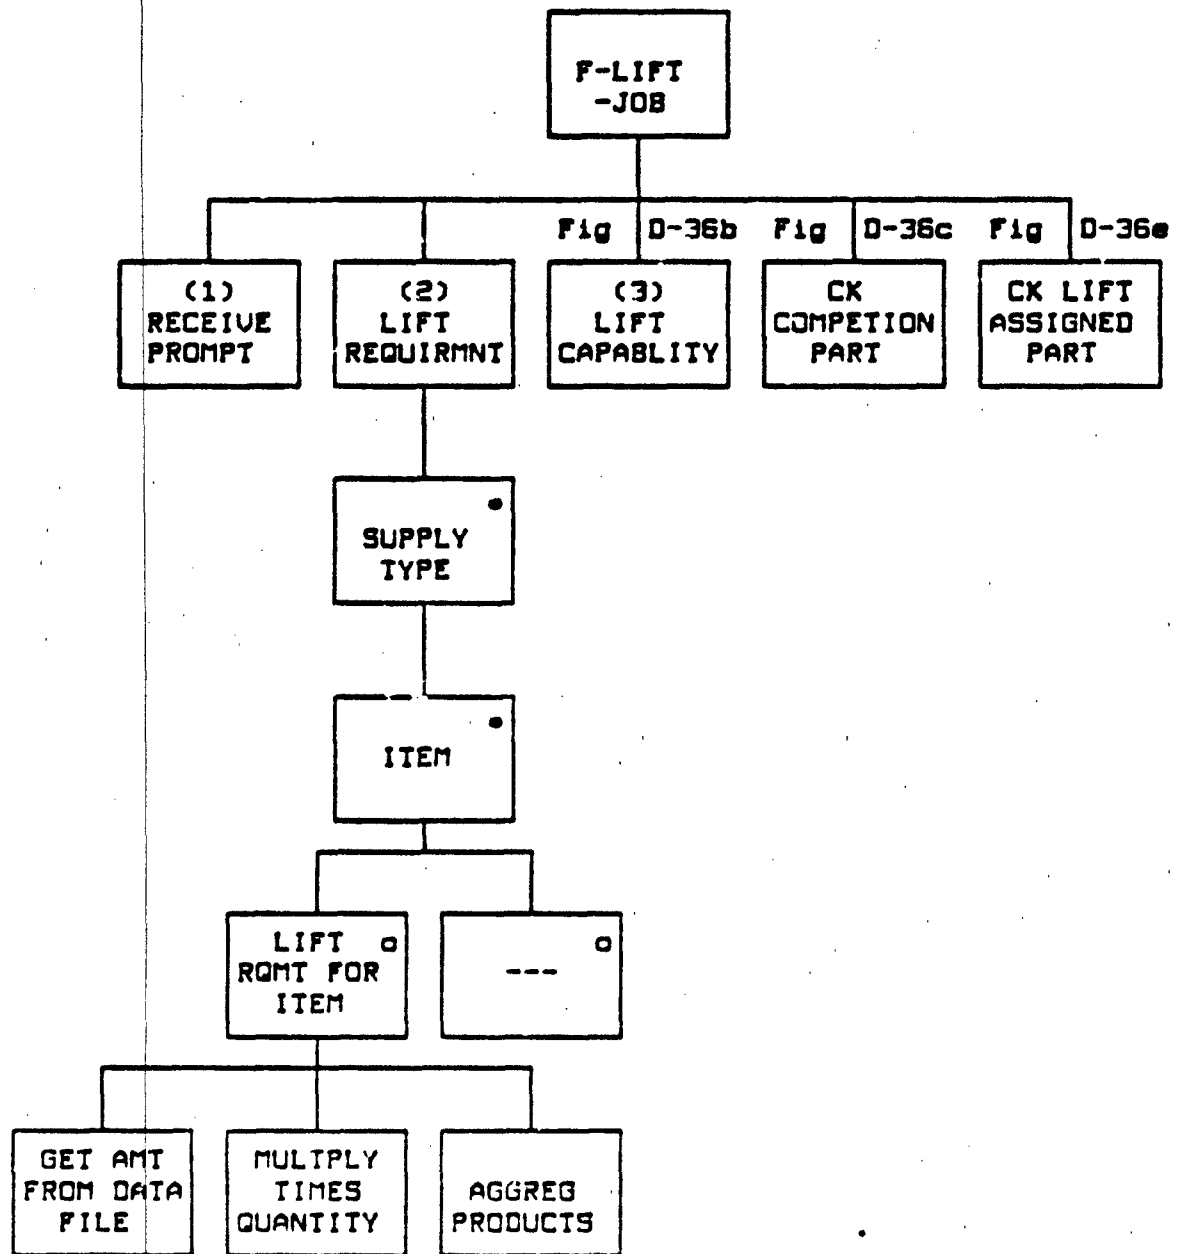 F-LIFT
-JOB
Fig D-36b
Fig D-36c
Fig D-36e
(1)
RECEIVE
PROMPT
(2)
LIFT
REQUIRMNT
(3)
LIFT
CAPABLITY
CK
COMPETION
PART
CK LIFT
ASSIGNED
PART
SUPPLY
TYPE
ITEM
LIFT
RQMT FOR
ITEM
---
GET AMT
FROM DATA
FILE
MULTPLY
TIMES
QUANTITY
AGGREG
PRODUCTS